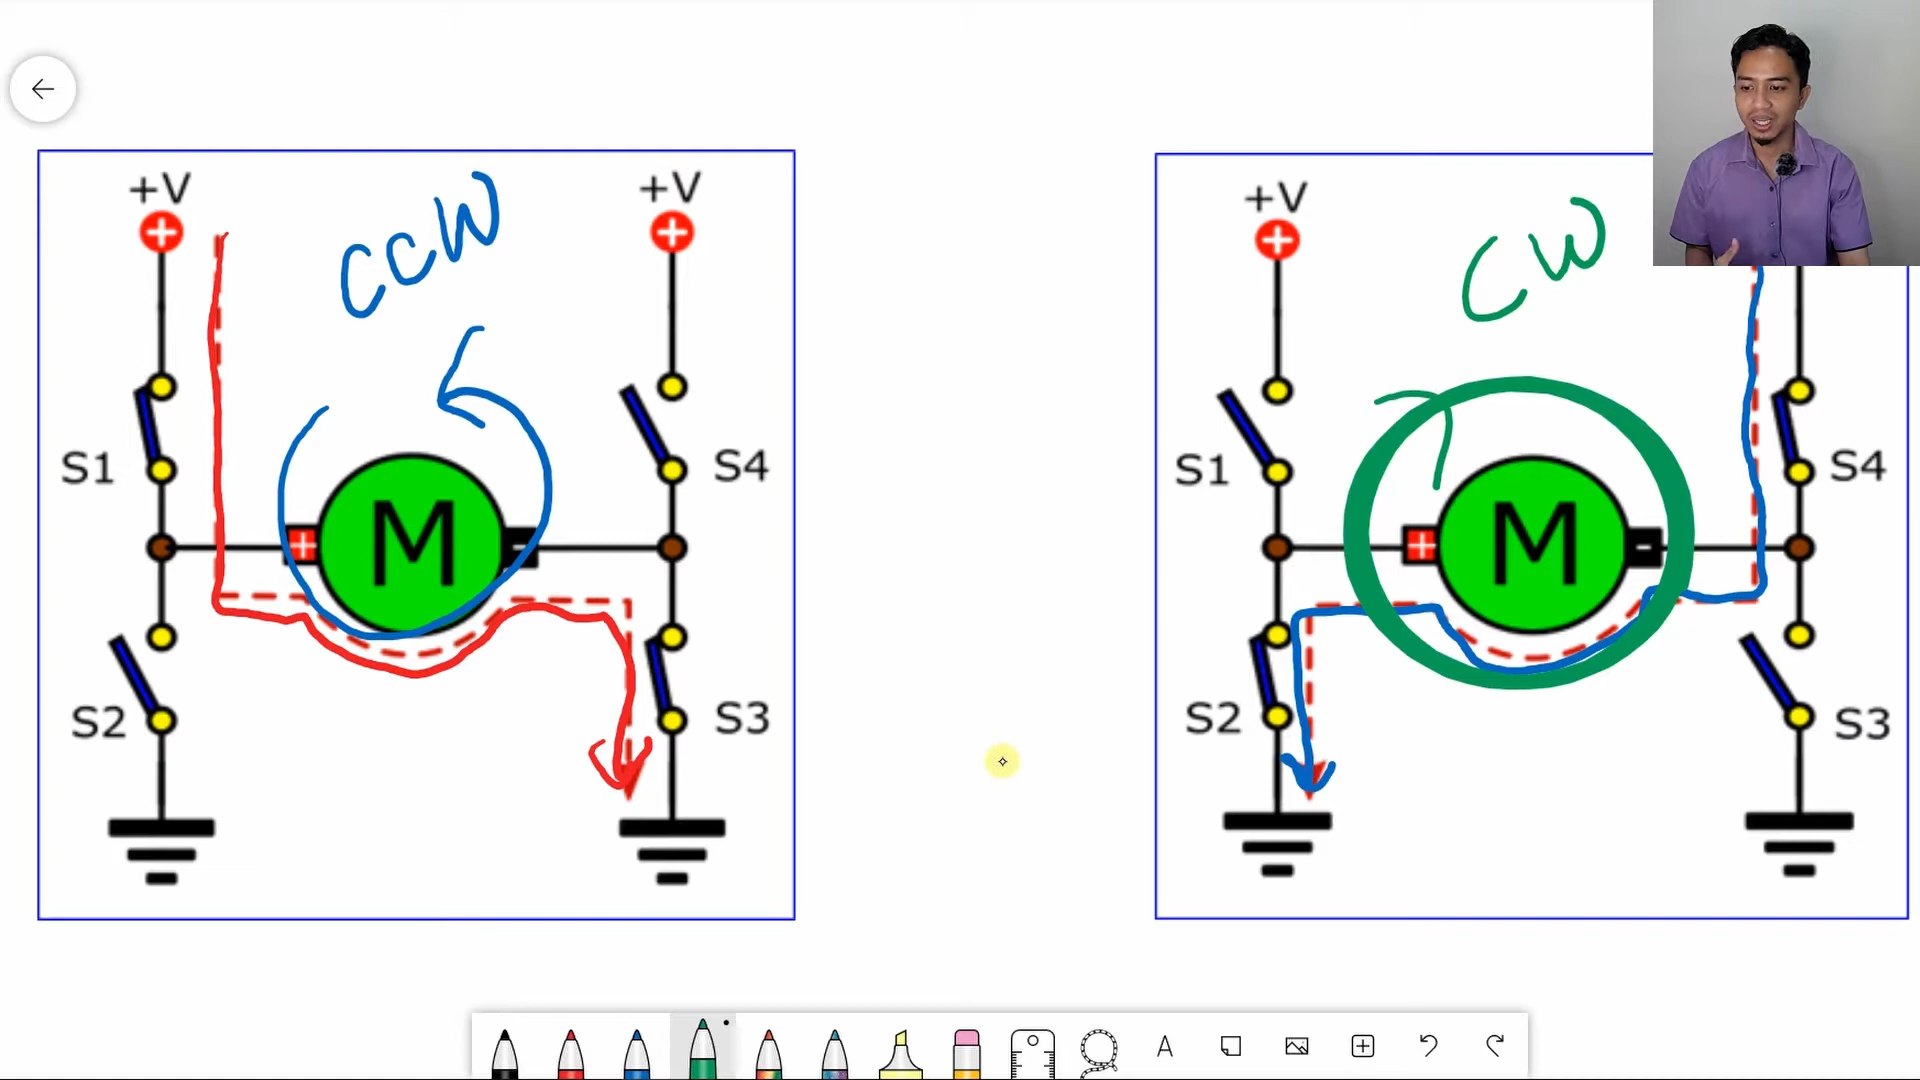 +V
+V
CCW
S1
S4
+
M
-
S2
S3
+V
CW
S1
S4
+
M
-
S2
S3
A